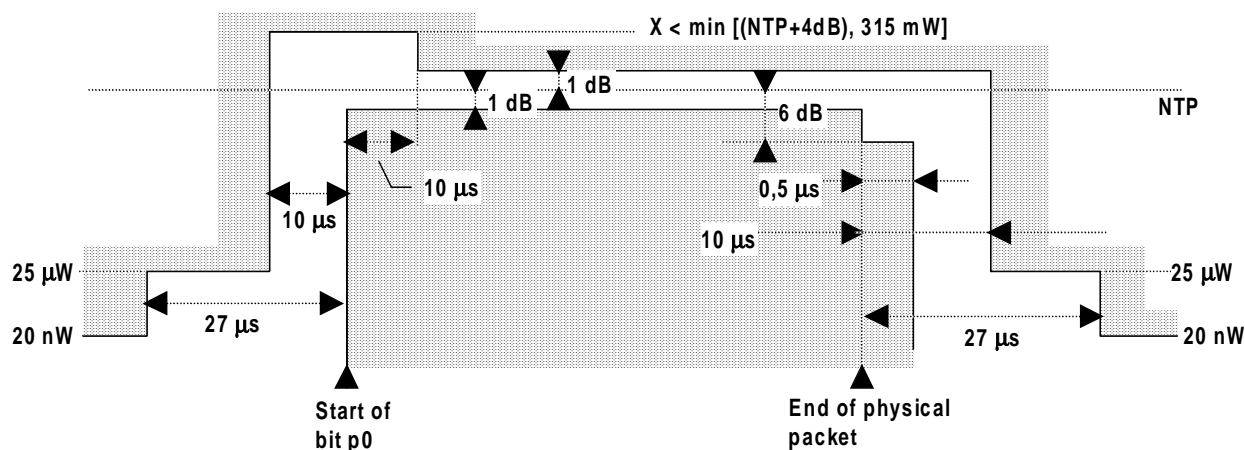 X < min [(NTP+4dB), 315 mW]
1 dB
1 dB
6 dB
NTP
10 μs
0,5 μs
10 μs
10 μs
25 μW
25 μW
27 μs
27 μs
20 nW
20 nW
Start of
bit p0
End of physical
packet